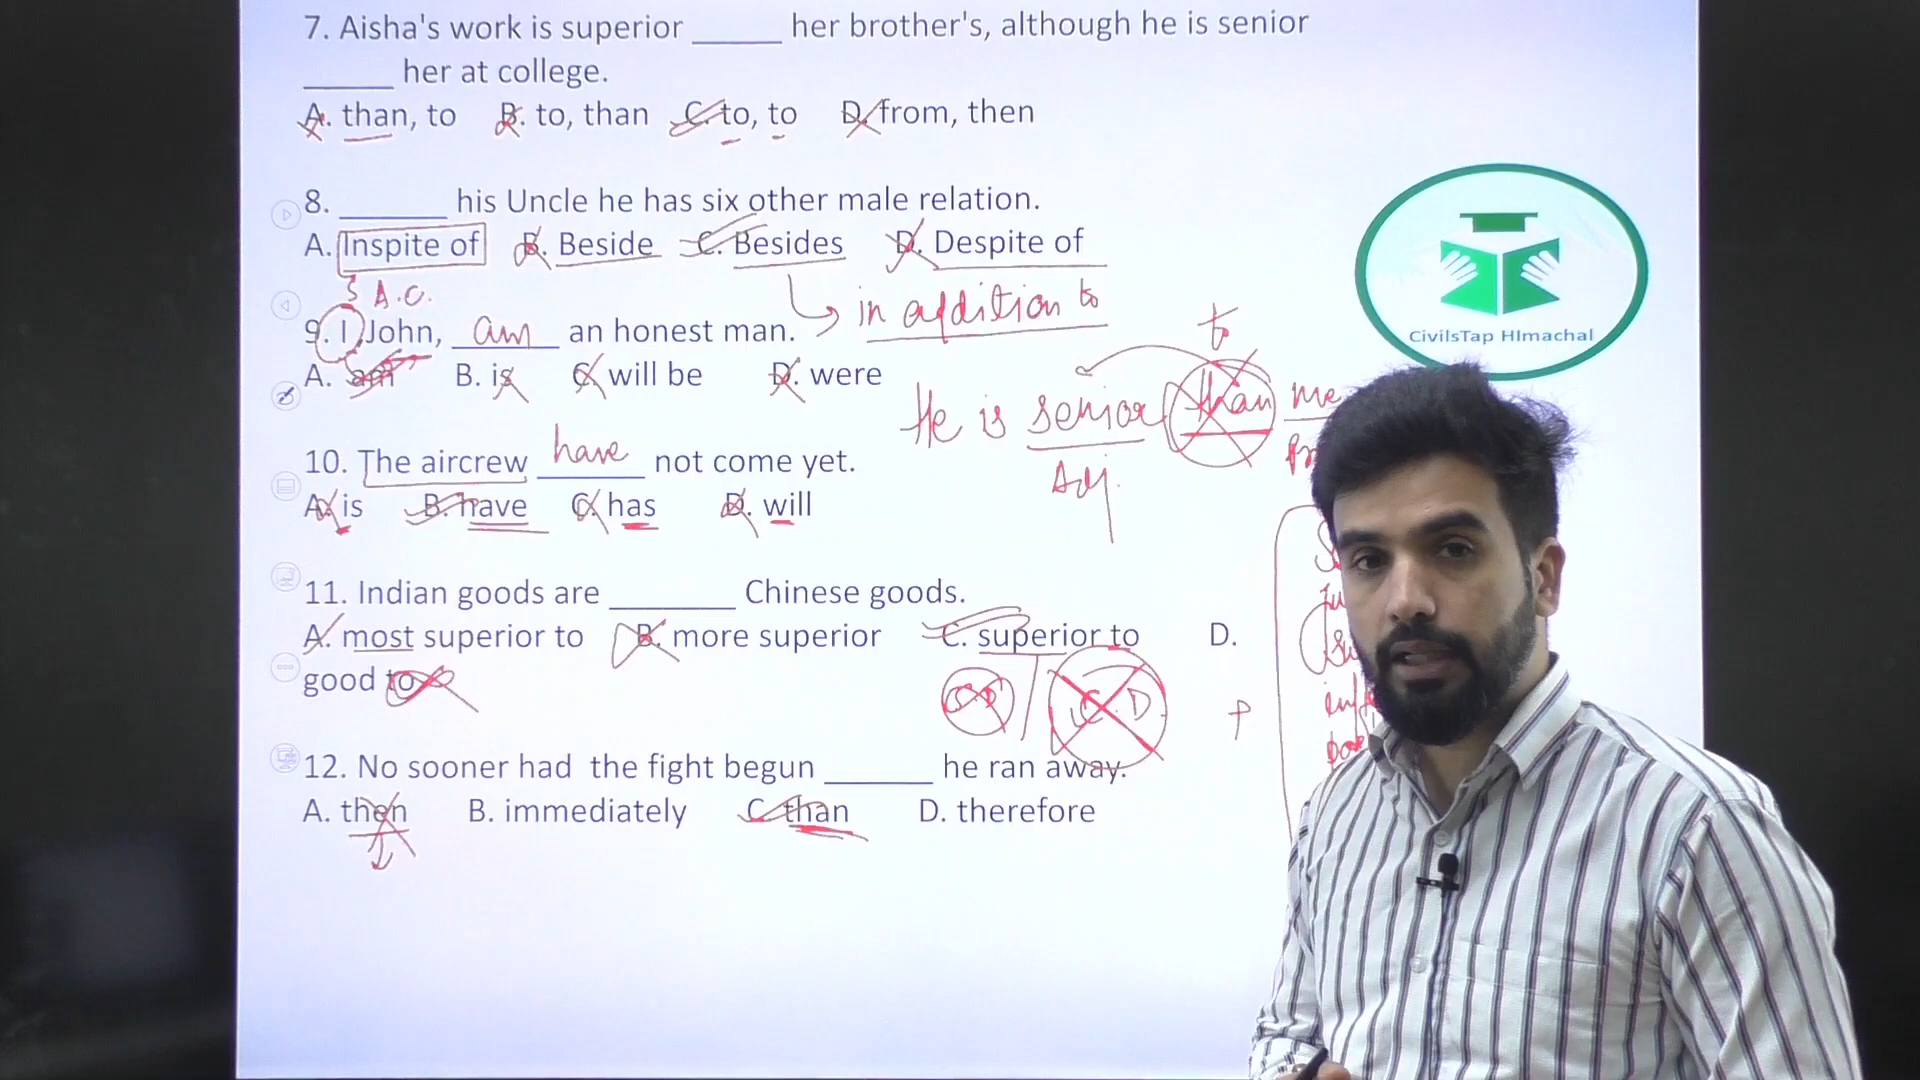 7. Aisha's work is superior _____ her brother's, although he is senior
_____ her at college.
A. than, to B. to, than C. to, to D. from, then
8. ______ his Uncle he has six other male relation.
A. Inspite of B. Beside C. Besides D. Despite of
A.C.
in addition to
9. I, John, am an honest man.
A. am B. is C. will be D. were
to
He is senior than me
Adj.
10. The aircrew have not come yet.
A. is B. have C. has D. will
11. Indian goods are _______ Chinese goods.
A. most superior to B. more superior C. superior to D.
good to
C.D
12. No sooner had the fight begun ______ he ran away.
A. then B. immediately C. than D. therefore
CivilsTap HImachal